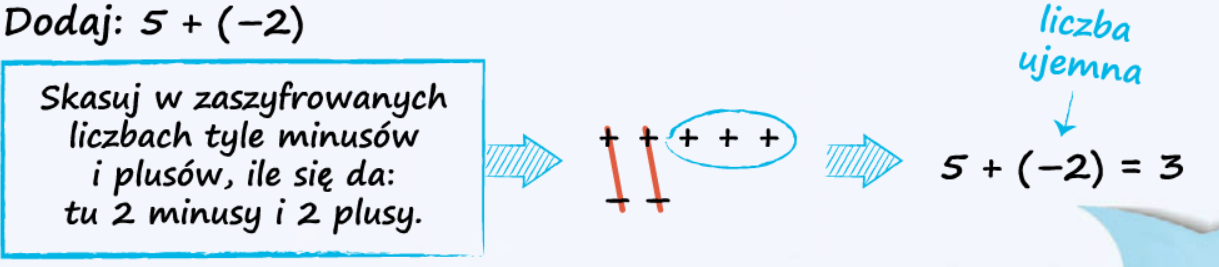 Dodaj: 5 + (−2)
Skasuj w zaszyfrowanych
liczbach tyle minusów
i plusów, ile się da:
tu 2 minusy i 2 plusy.
+ + + + +
− −
liczba
ujemna
5 + (−2) = 3